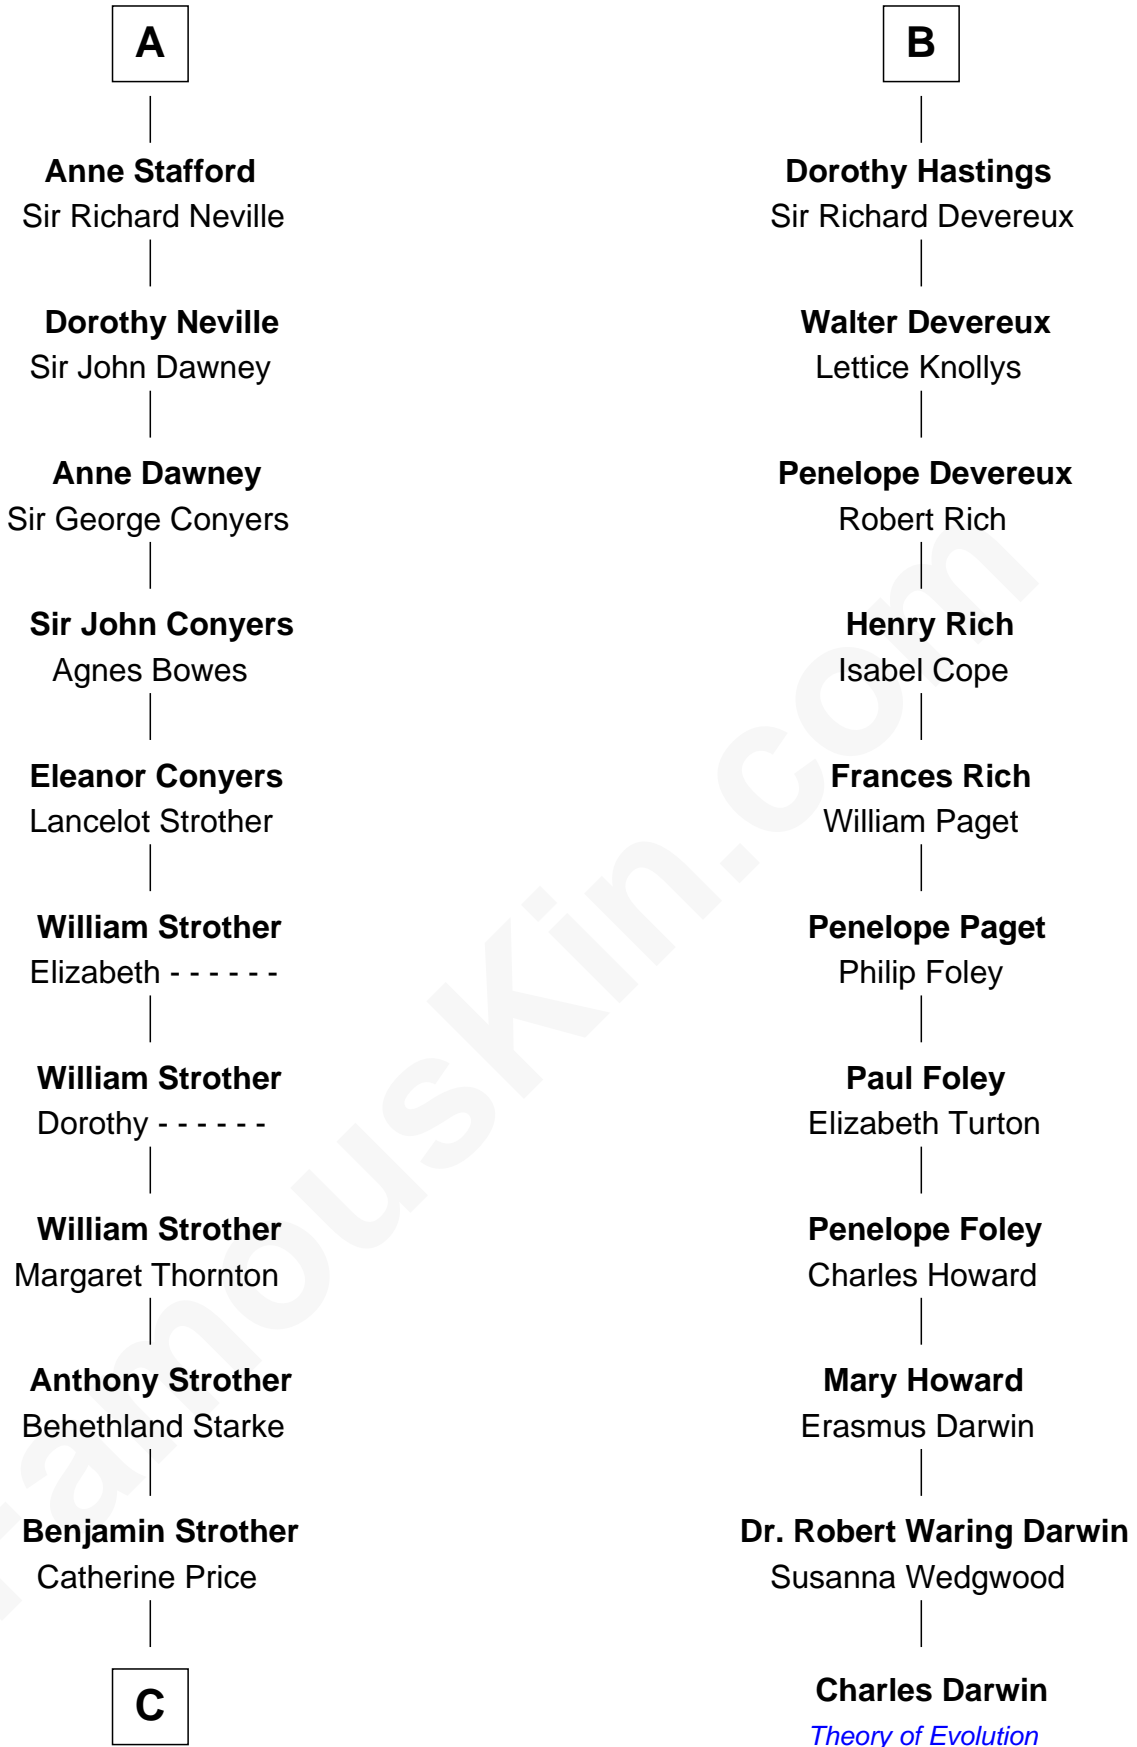 A
Anne Stafford
Sir Richard Neville
Dorothy Neville
Sir John Dawney
Anne Dawney
Sir George Conyers
Sir John Conyers
Agnes Bowes
Eleanor Conyers
Lancelot Strother
William Strother
Elizabeth - - - - - -
William Strother
Dorothy - - - - - -
William Strother
Margaret Thornton
Anthony Strother
Behethland Starke
Benjamin Strother
Catherine Price
C
B
Dorothy Hastings
Sir Richard Devereux
Walter Devereux
Lettice Knollys
Penelope Devereux
Robert Rich
Henry Rich
Isabel Cope
Frances Rich
William Paget
Penelope Paget
Philip Foley
Paul Foley
Elizabeth Turton
Penelope Foley
Charles Howard
Mary Howard
Erasmus Darwin
Dr. Robert Waring Darwin
Susanna Wedgwood
Charles Darwin
Theory of Evolution
FamousKin.com